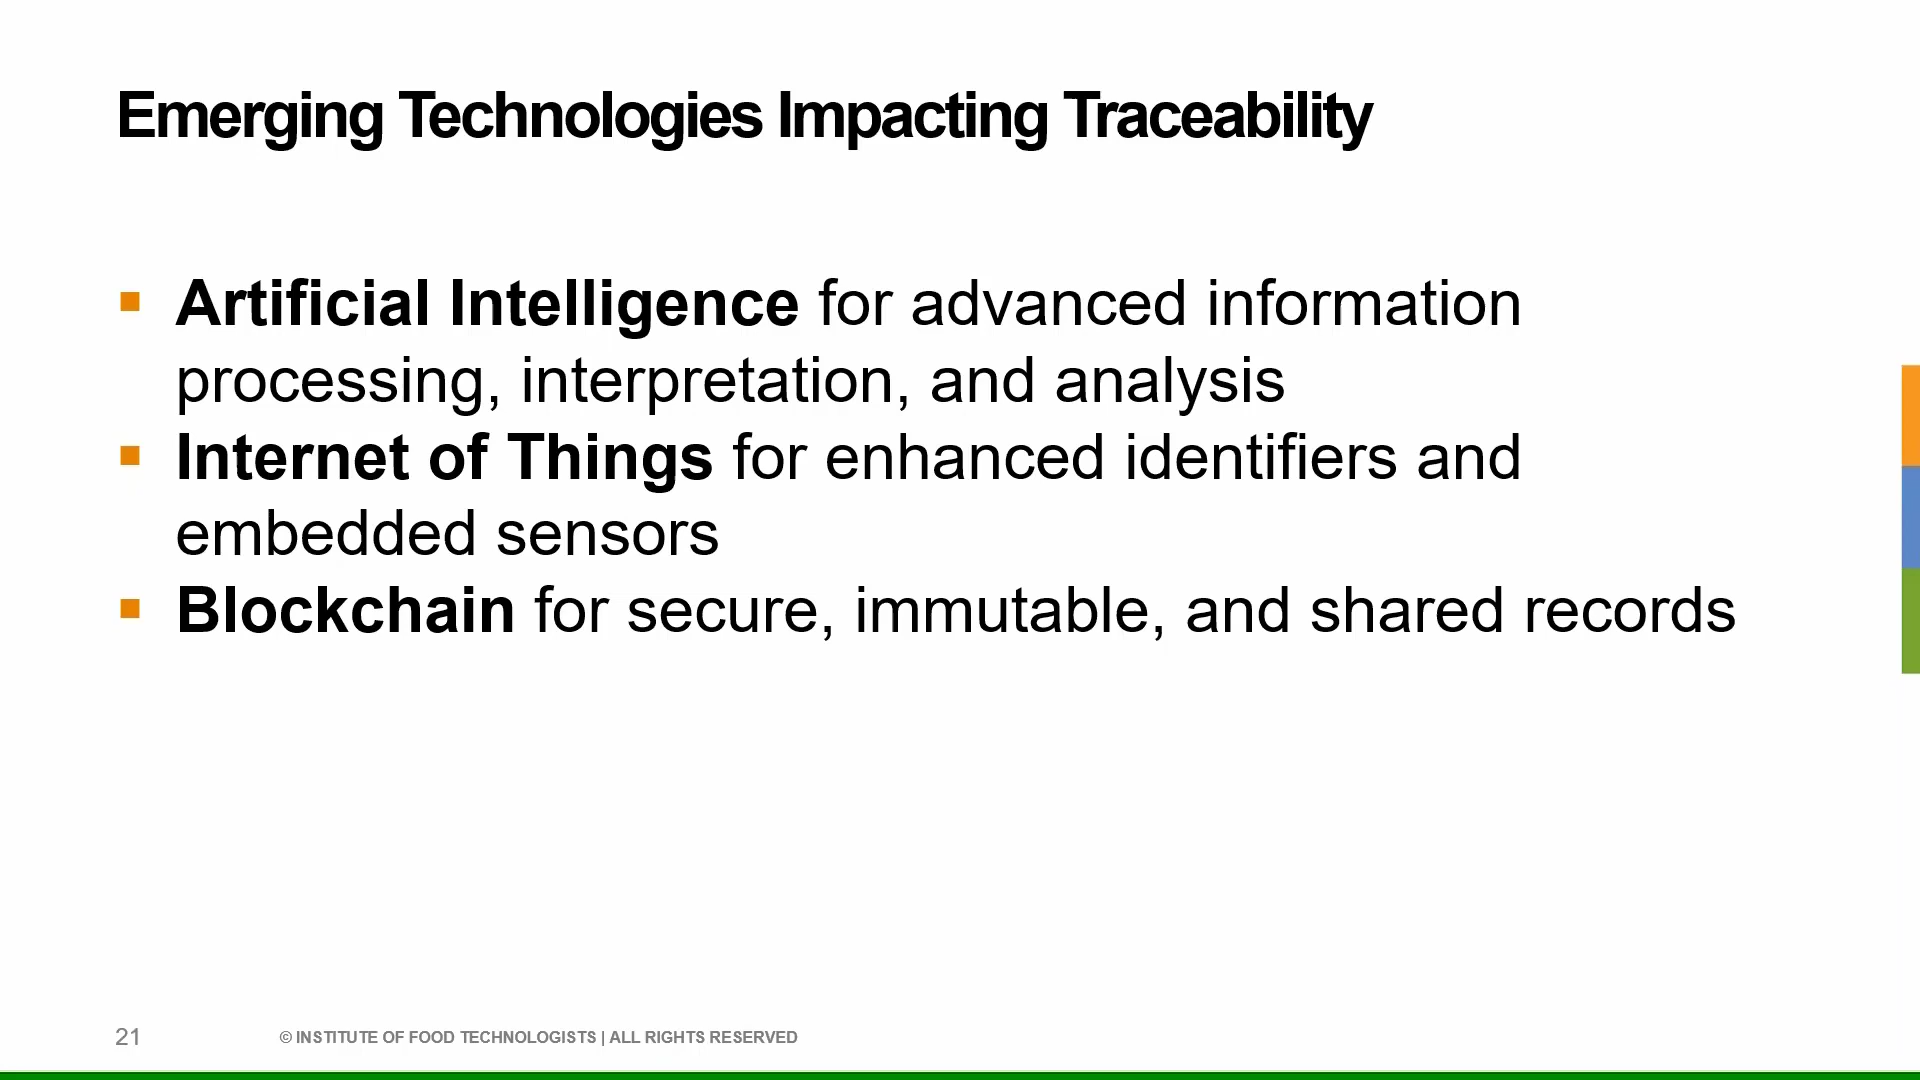 Emerging Technologies Impacting Traceability
▪ Artificial Intelligence for advanced information
processing, interpretation, and analysis
▪ Internet of Things for enhanced identifiers and
embedded sensors
▪ Blockchain for secure, immutable, and shared records
21
© INSTITUTE OF FOOD TECHNOLOGISTS | ALL RIGHTS RESERVED